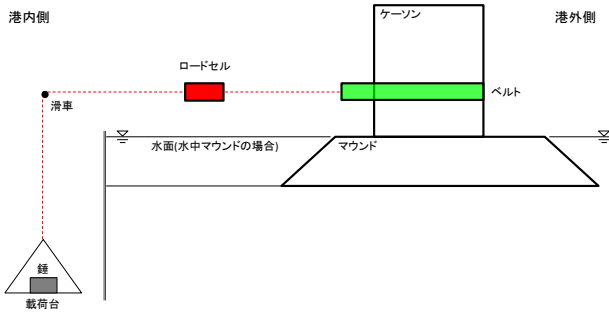 港内側
ケーソン
港外側
ロードセル
ベルト
滑車
水面(水中マウンドの場合)
マウンド
錘
載荷台